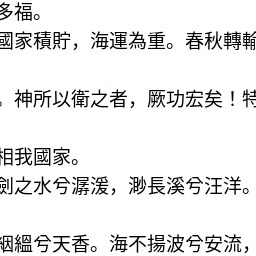 多福。
國家積貯，海運為重。春秋轉輸
。神所以衛之者，厥功宏矣！特
相我國家。
劍之水兮潺湲，渺長溪兮汪洋。
絪縕兮天香。海不揚波兮安流，